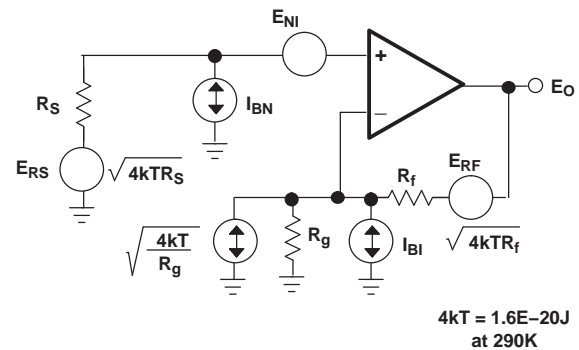 E_NI
+
R_S
I_BN
E_O
–
E_RS
√4kTR_S
R_f
E_RF
√(4kT/R_g)
R_g
I_BI
√4kTR_f
4kT = 1.6E–20J
at 290K